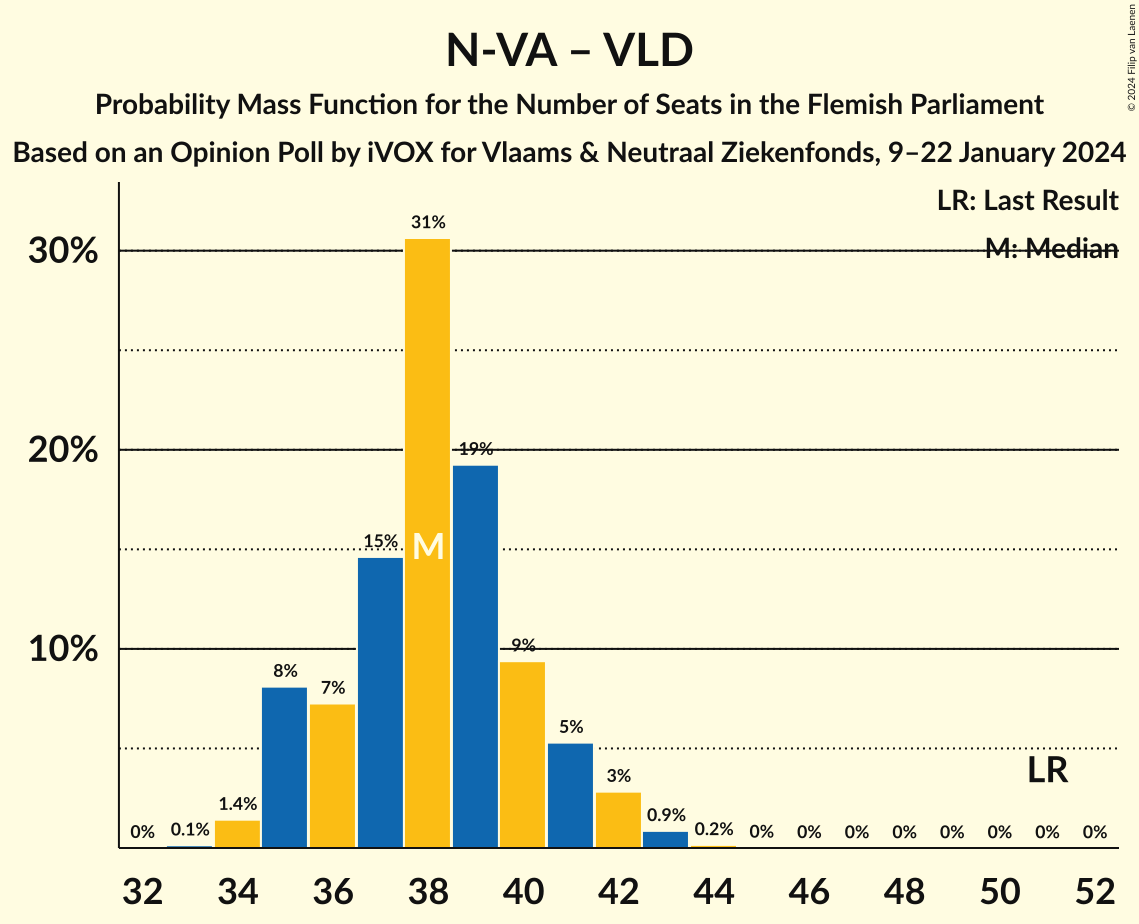 N-VA – VLD
Probability Mass Function for the Number of Seats in the Flemish Parliament
Based on an Opinion Poll by iVOX for Vlaams & Neutraal Ziekenfonds, 9–22 January 2024
© 2024 Filip van Laenen
LR: Last Result
M: Median
30%
20%
10%
0% 0.1% 1.4% 8% 7% 15% 31% 19% 9% 5% 3% 0.9% 0.2% 0% 0% 0% 0% 0% 0% 0% 0%
M
LR
32 34 36 38 40 42 44 46 48 50 52